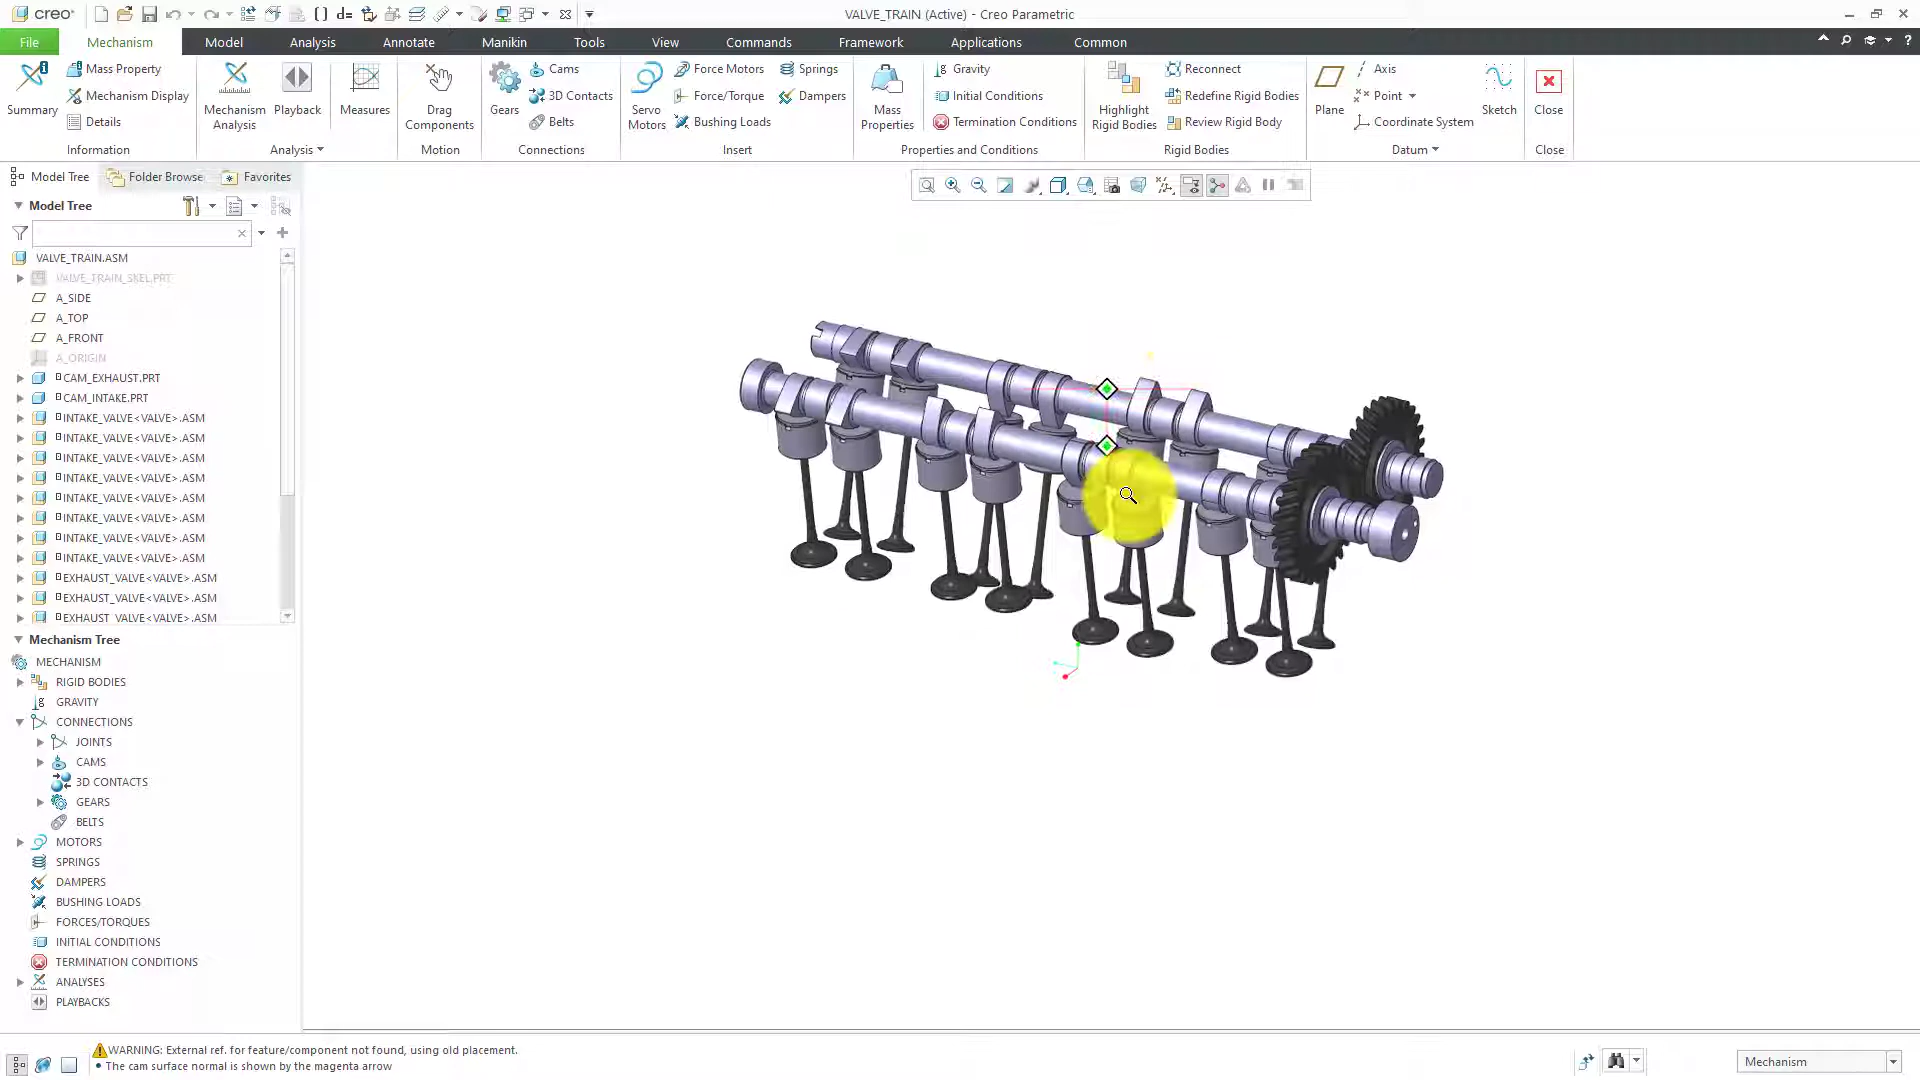 creo® d= VALVE_TRAIN (Active) - Creo Parametric
File Mechanism Model Analysis Annotate Manikin Tools View Commands Framework Applications Common
Summary
Mass Property
Mechanism Display
Details
Information
Mechanism
Analysis
Playback
Measures
Analysis
Drag
Components
Motion
Gears
Cams
3D Contacts
Belts
Connections
Servo
Motors
Force Motors
Force/Torque
Bushing Loads
Springs
Dampers
Insert
Mass
Properties
Gravity
Initial Conditions
Termination Conditions
Properties and Conditions
Highlight
Rigid Bodies
Reconnect
Redefine Rigid Bodies
Review Rigid Body
Rigid Bodies
Plane
Axis
Point
Coordinate System
Sketch
Datum
Close
Close
Model Tree Folder Browse Favorites
Model Tree
VALVE_TRAIN.ASM
VALVE_TRAIN_SKEL.PRT
A_SIDE
A_TOP
A_FRONT
A_ORIGIN
CAM_EXHAUST.PRT
CAM_INTAKE.PRT
INTAKE_VALVE<VALVE>.ASM
INTAKE_VALVE<VALVE>.ASM
INTAKE_VALVE<VALVE>.ASM
INTAKE_VALVE<VALVE>.ASM
INTAKE_VALVE<VALVE>.ASM
INTAKE_VALVE<VALVE>.ASM
INTAKE_VALVE<VALVE>.ASM
INTAKE_VALVE<VALVE>.ASM
EXHAUST_VALVE<VALVE>.ASM
EXHAUST_VALVE<VALVE>.ASM
EXHAUST_VALVE<VALVE>.ASM
Mechanism Tree
MECHANISM
RIGID BODIES
GRAVITY
CONNECTIONS
JOINTS
CAMS
3D CONTACTS
GEARS
BELTS
MOTORS
SPRINGS
DAMPERS
BUSHING LOADS
FORCES/TORQUES
INITIAL CONDITIONS
TERMINATION CONDITIONS
ANALYSES
PLAYBACKS
WARNING: External ref. for feature/component not found, using old placement.
• The cam surface normal is shown by the magenta arrow
Mechanism